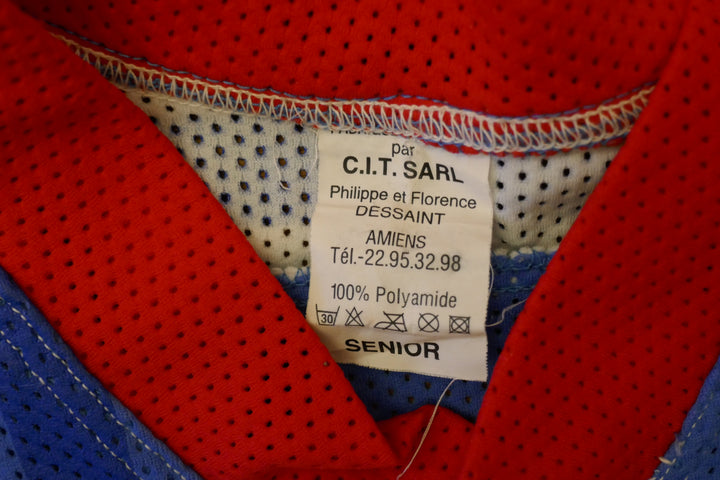 par
C.I.T. SARL
Philippe et Florence
DESSAINT
AMIENS
Tél.-22.95.32.98
100% Polyamide
30
SENIOR